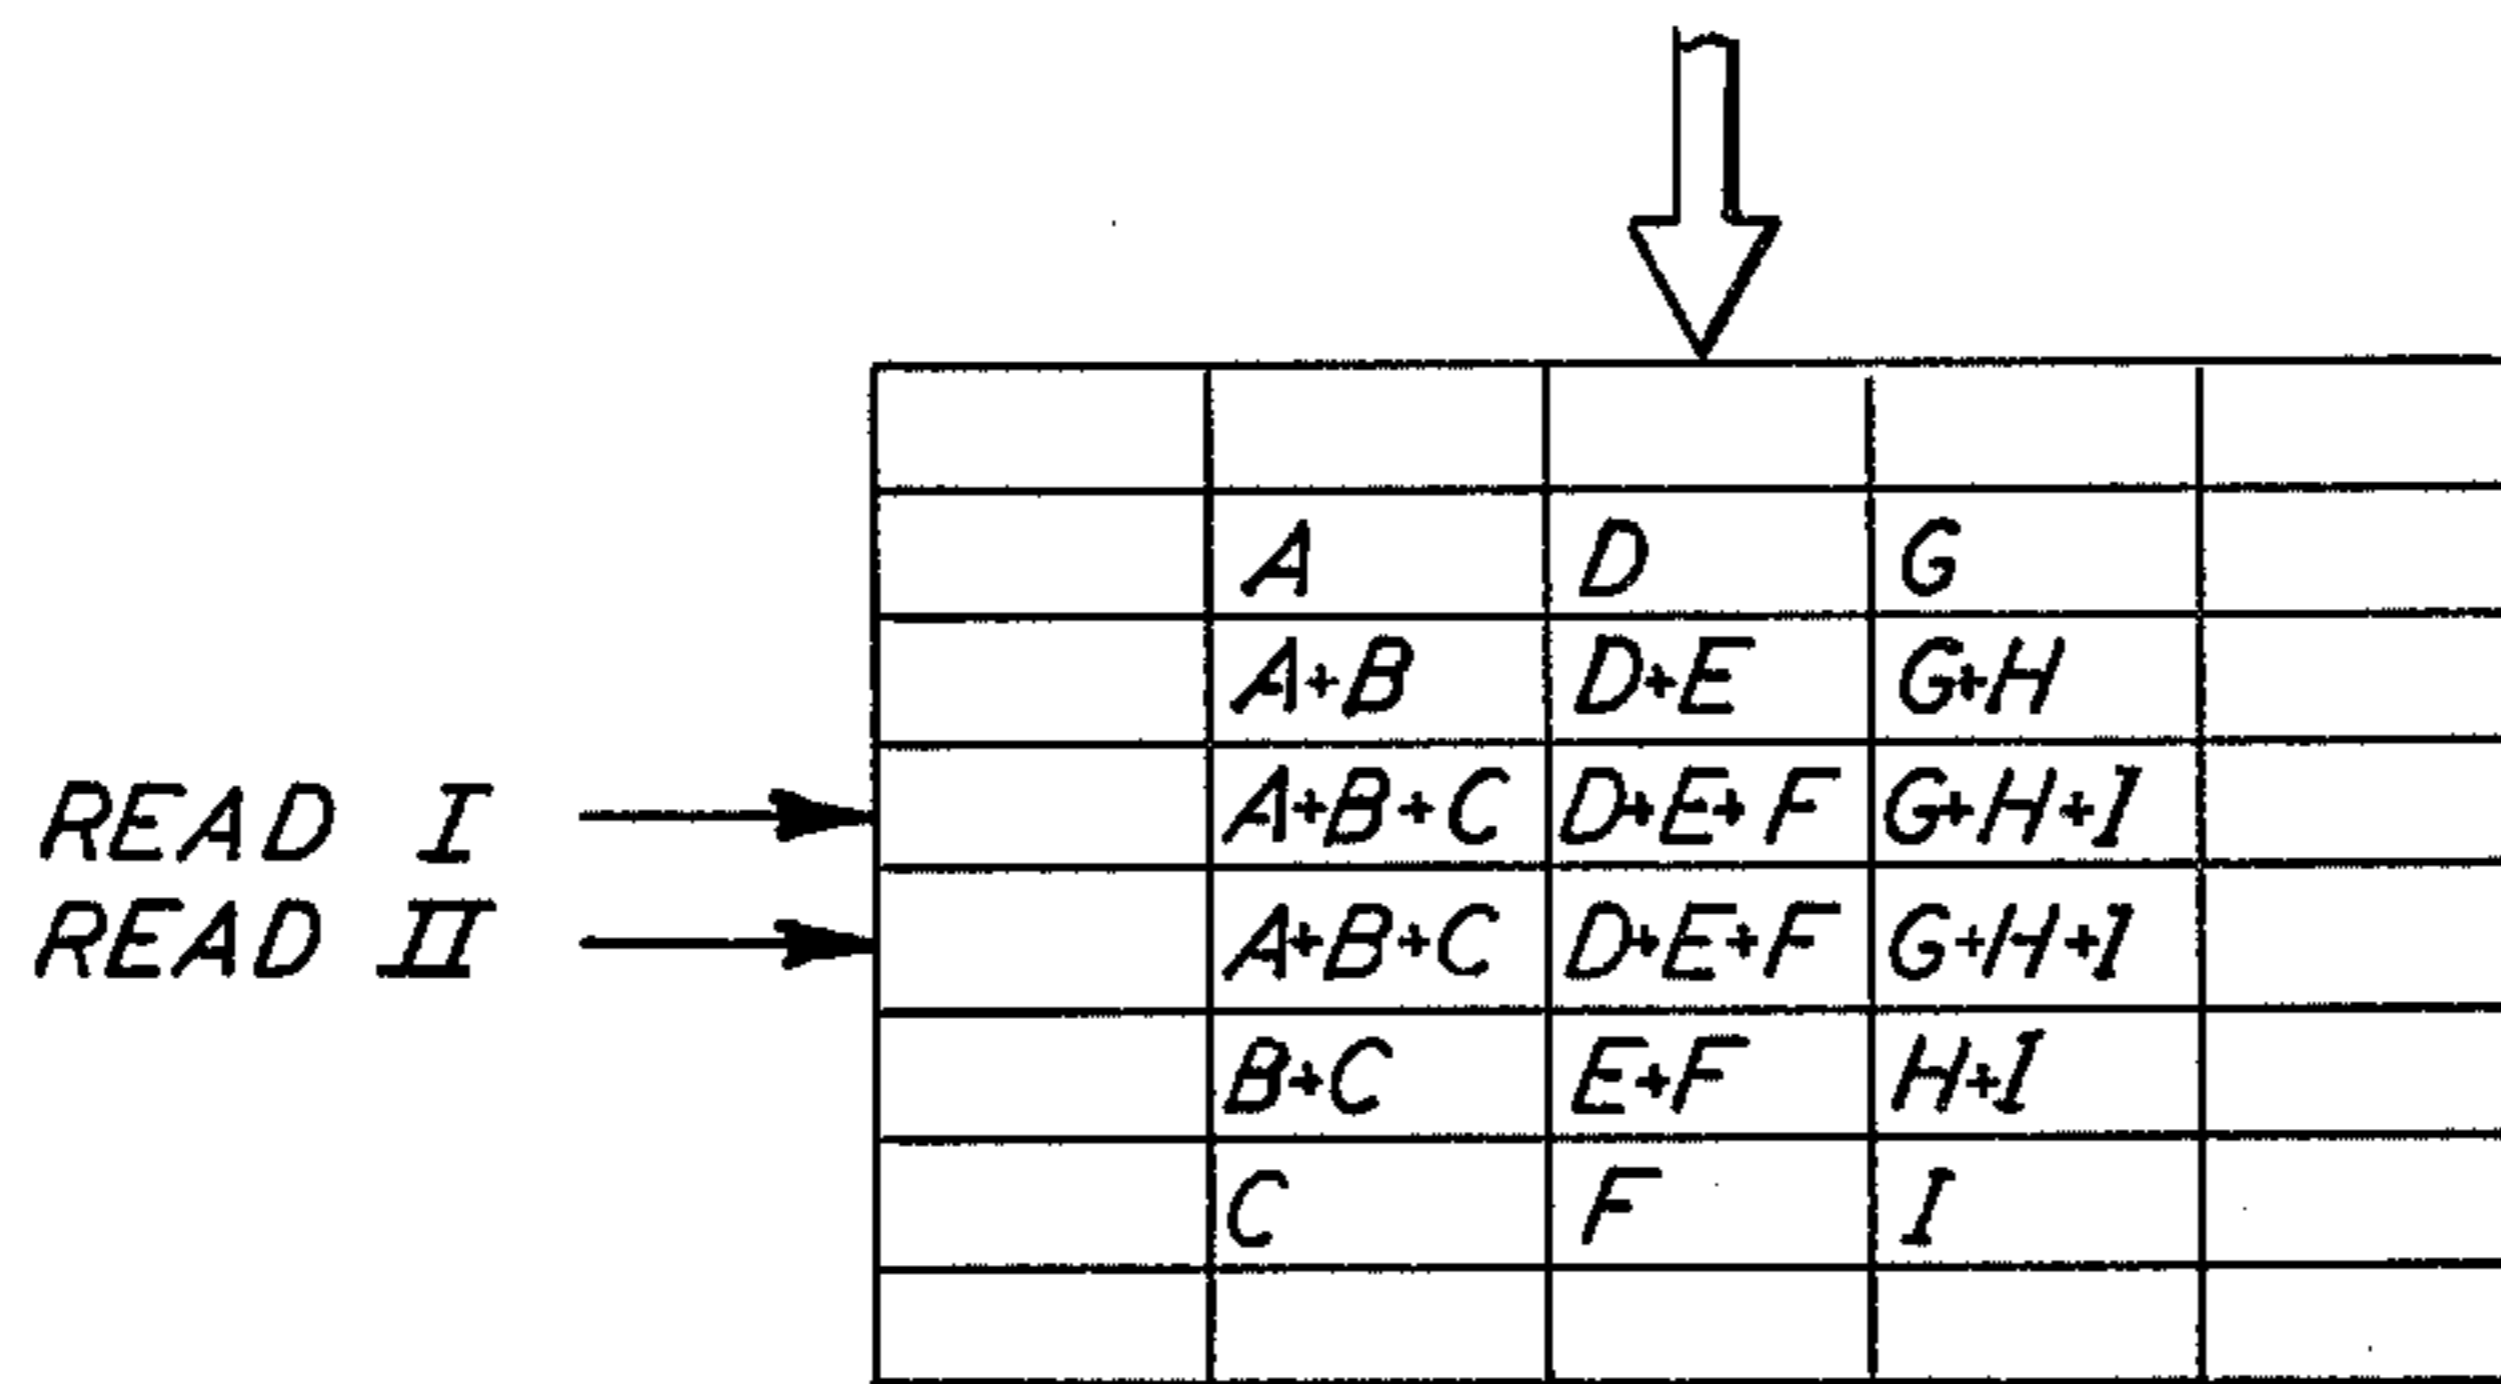 A D G
A+B D+E G+H
READ I A+B+C D+E+F G+H+I
READ II A+B+C D+E+F G+H+I
B+C E+F H+I
C F I